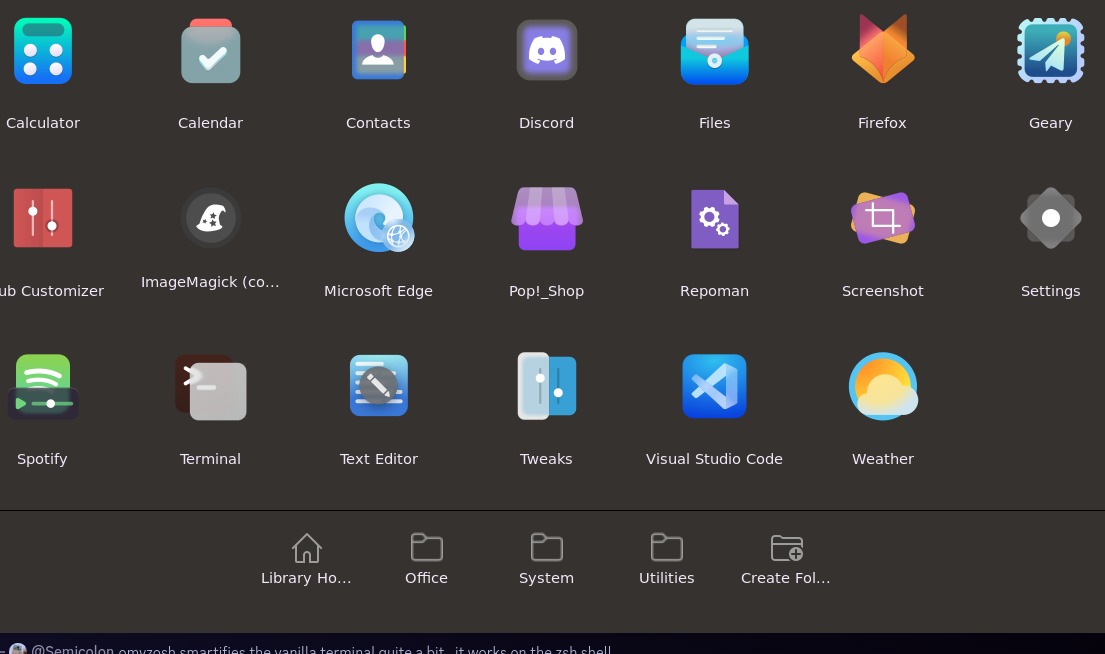 Calculator
Calendar
Contacts
Discord
Files
Firefox
Geary
ub Customizer
ImageMagick (co...
Microsoft Edge
Pop!_Shop
Repoman
Screenshot
Settings
Spotify
Terminal
Text Editor
Tweaks
Visual Studio Code
Weather
Library Ho...
Office
System
Utilities
Create Fol...
@Semicolon omyzosh smartifies the vanilla terminal quite a bit.. it works on the zsh shell